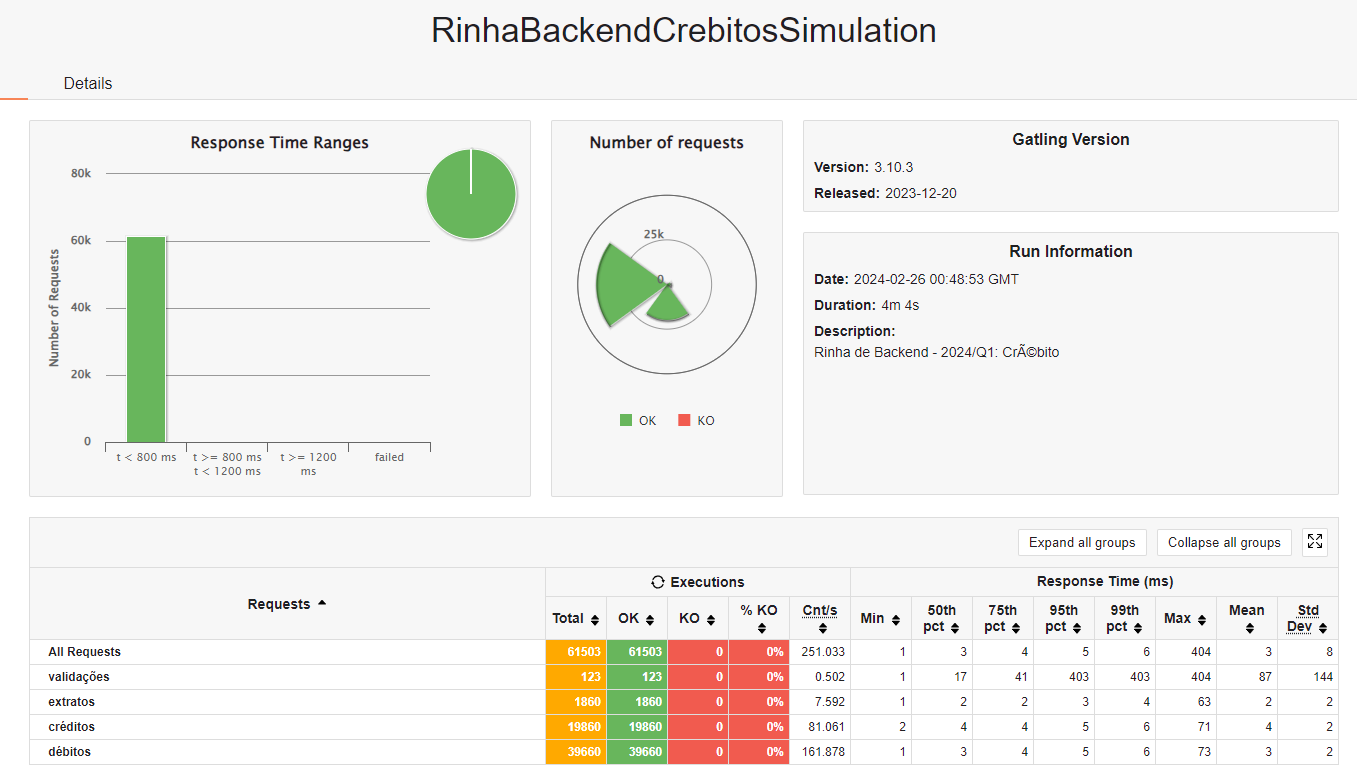 RinhaBackendCrebitosSimulation
Details
Response Time Ranges
Number of Requests
80k
60k
40k
20k
0
t < 800 ms
t >= 800 ms
t < 1200 ms
t >= 1200
ms
failed
Number of requests
25k
0
OK KO
Gatling Version
Version: 3.10.3
Released: 2023-12-20
Run Information
Date: 2024-02-26 00:48:53 GMT
Duration: 4m 4s
Description:
Rinha de Backend - 2024/Q1: CrÃ©bito
Expand all groups Collapse all groups
Requests Executions Response Time (ms)
Total OK KO % KO Cnt/s Min 50th pct 75th pct 95th pct 99th pct Max Mean Std Dev
All Requests 61503 61503 0 0% 251.033 1 3 4 5 6 404 3 8
validações 123 123 0 0% 0.502 1 17 41 403 403 404 87 144
extratos 1860 1860 0 0% 7.592 1 2 2 3 4 63 2 2
créditos 19860 19860 0 0% 81.061 2 4 4 5 6 71 4 2
débitos 39660 39660 0 0% 161.878 1 3 4 5 6 73 3 2